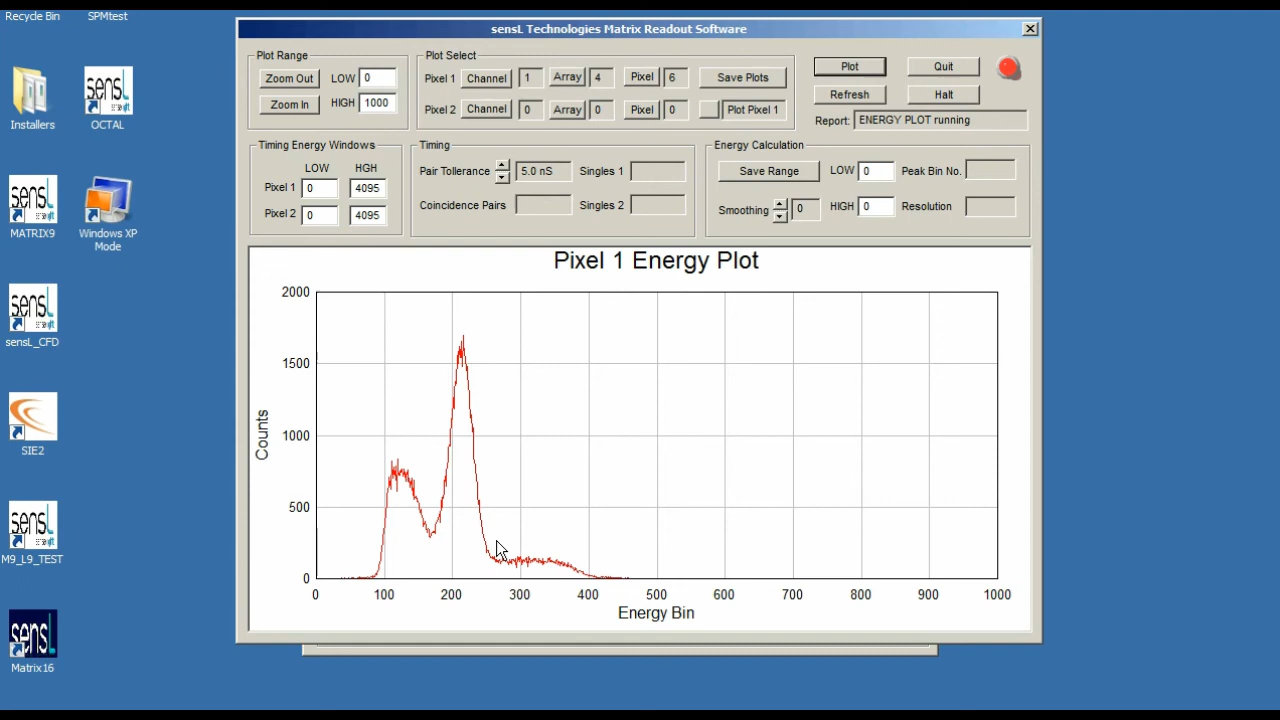 Recycle Bin
SPMtest
Installers
sensL
OCTAL
sensL
MATRIX9
Windows XP
Mode
sensL
sensL_CFD
SIE2
sensL
M9_L9_TEST
sensL
Matrix16
sensL Technologies Matrix Readout Software
Plot Range
Zoom Out LOW 0
Zoom In HIGH 1000
Plot Select
Pixel 1 Channel 1 Array 4 Pixel 6 Save Plots
Pixel 2 Channel 0 Array 0 Pixel 0 Plot Pixel 1
Plot Quit
Refresh Halt
Report: ENERGY PLOT running
Timing Energy Windows
LOW HGH
Pixel 1 0 4095
Pixel 2 0 4095
Timing
Pair Tollerance 5.0 nS Singles 1
Coincidence Pairs Singles 2
Energy Calculation
Save Range LOW 0 Peak Bin No.
Smoothing 0 HIGH 0 Resolution
Pixel 1 Energy Plot
2000
1500
1000
500
0
Counts
0 100 200 300 400 500 600 700 800 900 1000
Energy Bin